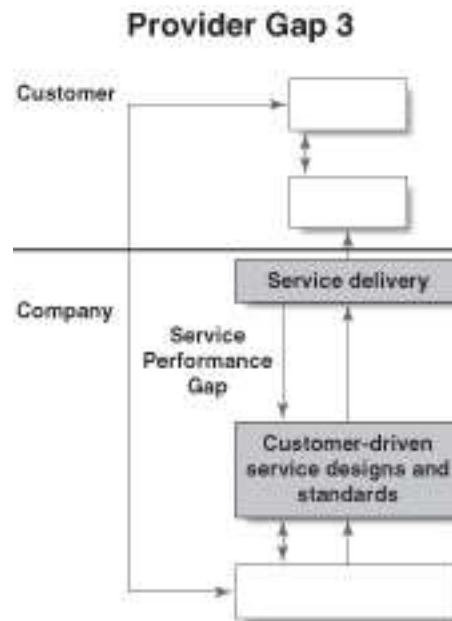 Provider Gap 3
Customer
Service delivery
Company
Service
Performance
Gap
Customer-driven
service designs and
standards